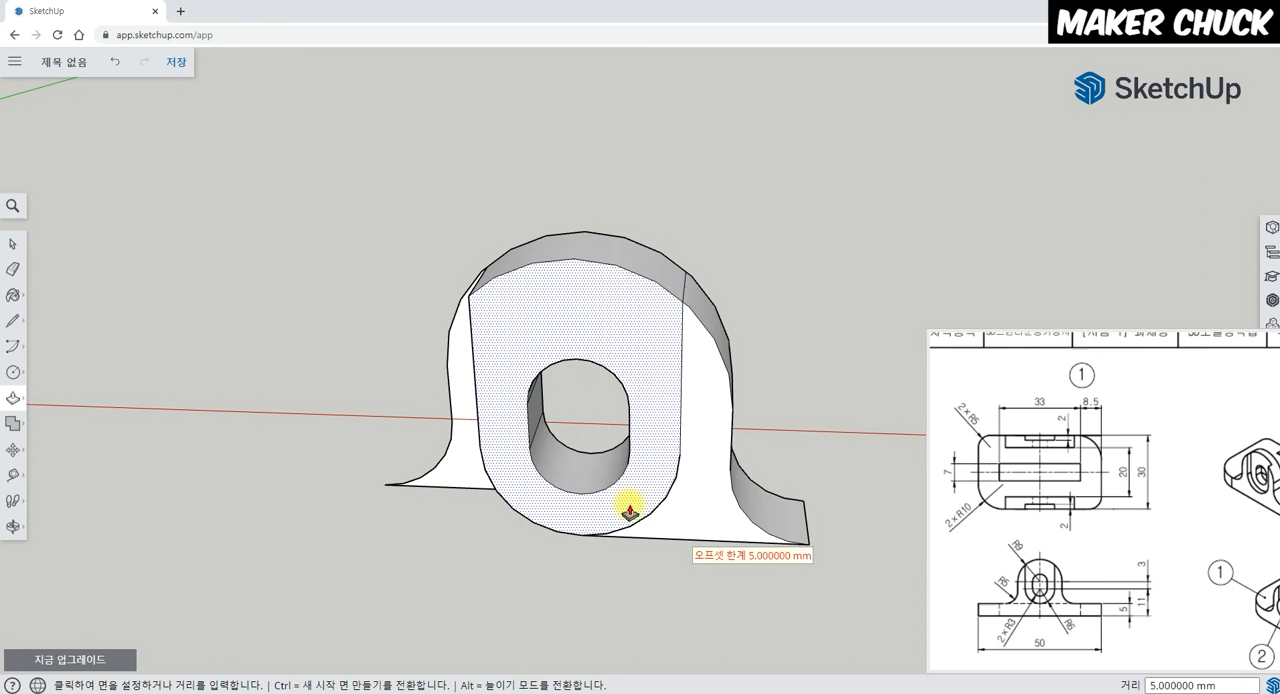 SketchUp
app.sketchup.com/app
MAKER CHUCK
제목 없음
저장
SketchUp
오프셋 한계 5.000000 mm
1
33
8.5
2×R5
2
7
20
30
2×R10
2
R9
3
5
11
2×R3
R6
50
1
2
지금 업그레이드
클릭하여 면을 설정하거나 거리를 입력합니다. | Ctrl = 새 시작 면 만들기를 전환합니다. | Alt = 늘이기 모드를 전환합니다.
거리
5.000000 mm